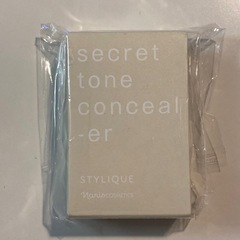 secret
tone
conceal
-er
STYLIQUE